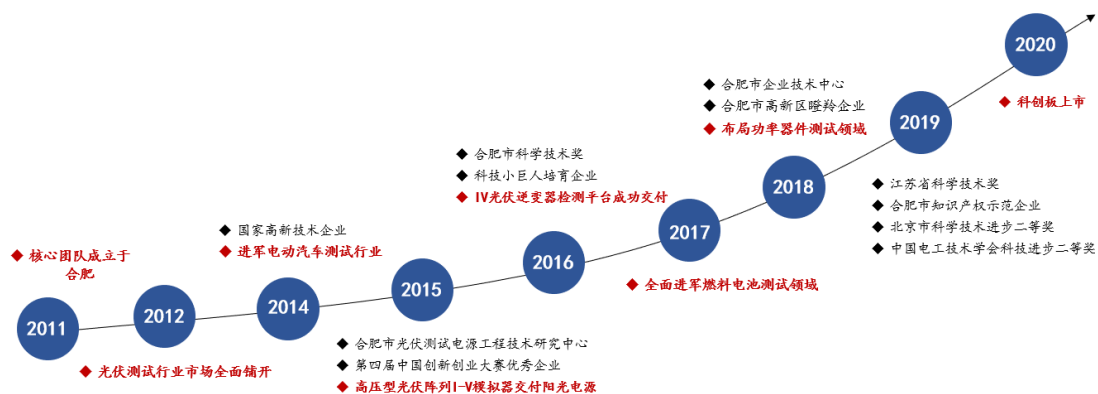 2011
核心团队成立于
合肥
2012
光伏测试行业市场全面铺开
2014
国家高新技术企业
进军电动汽车测试行业
2015
合肥市光伏测试电源工程技术研究中心
第四届中国创新创业大赛优秀企业
高压型光伏阵列I-V模拟器交付阳光电源
2016
合肥市科学技术奖
科技小巨人培育企业
IV光伏逆变器检测平台成功交付
2017
全面进军燃料电池测试领域
2018
合肥市企业技术中心
合肥市高新区瞪羚企业
布局功率器件测试领域
2019
江苏省科学技术奖
合肥市知识产权示范企业
北京市科学技术进步二等奖
中国电工技术学会科技进步二等奖
2020
科创板上市